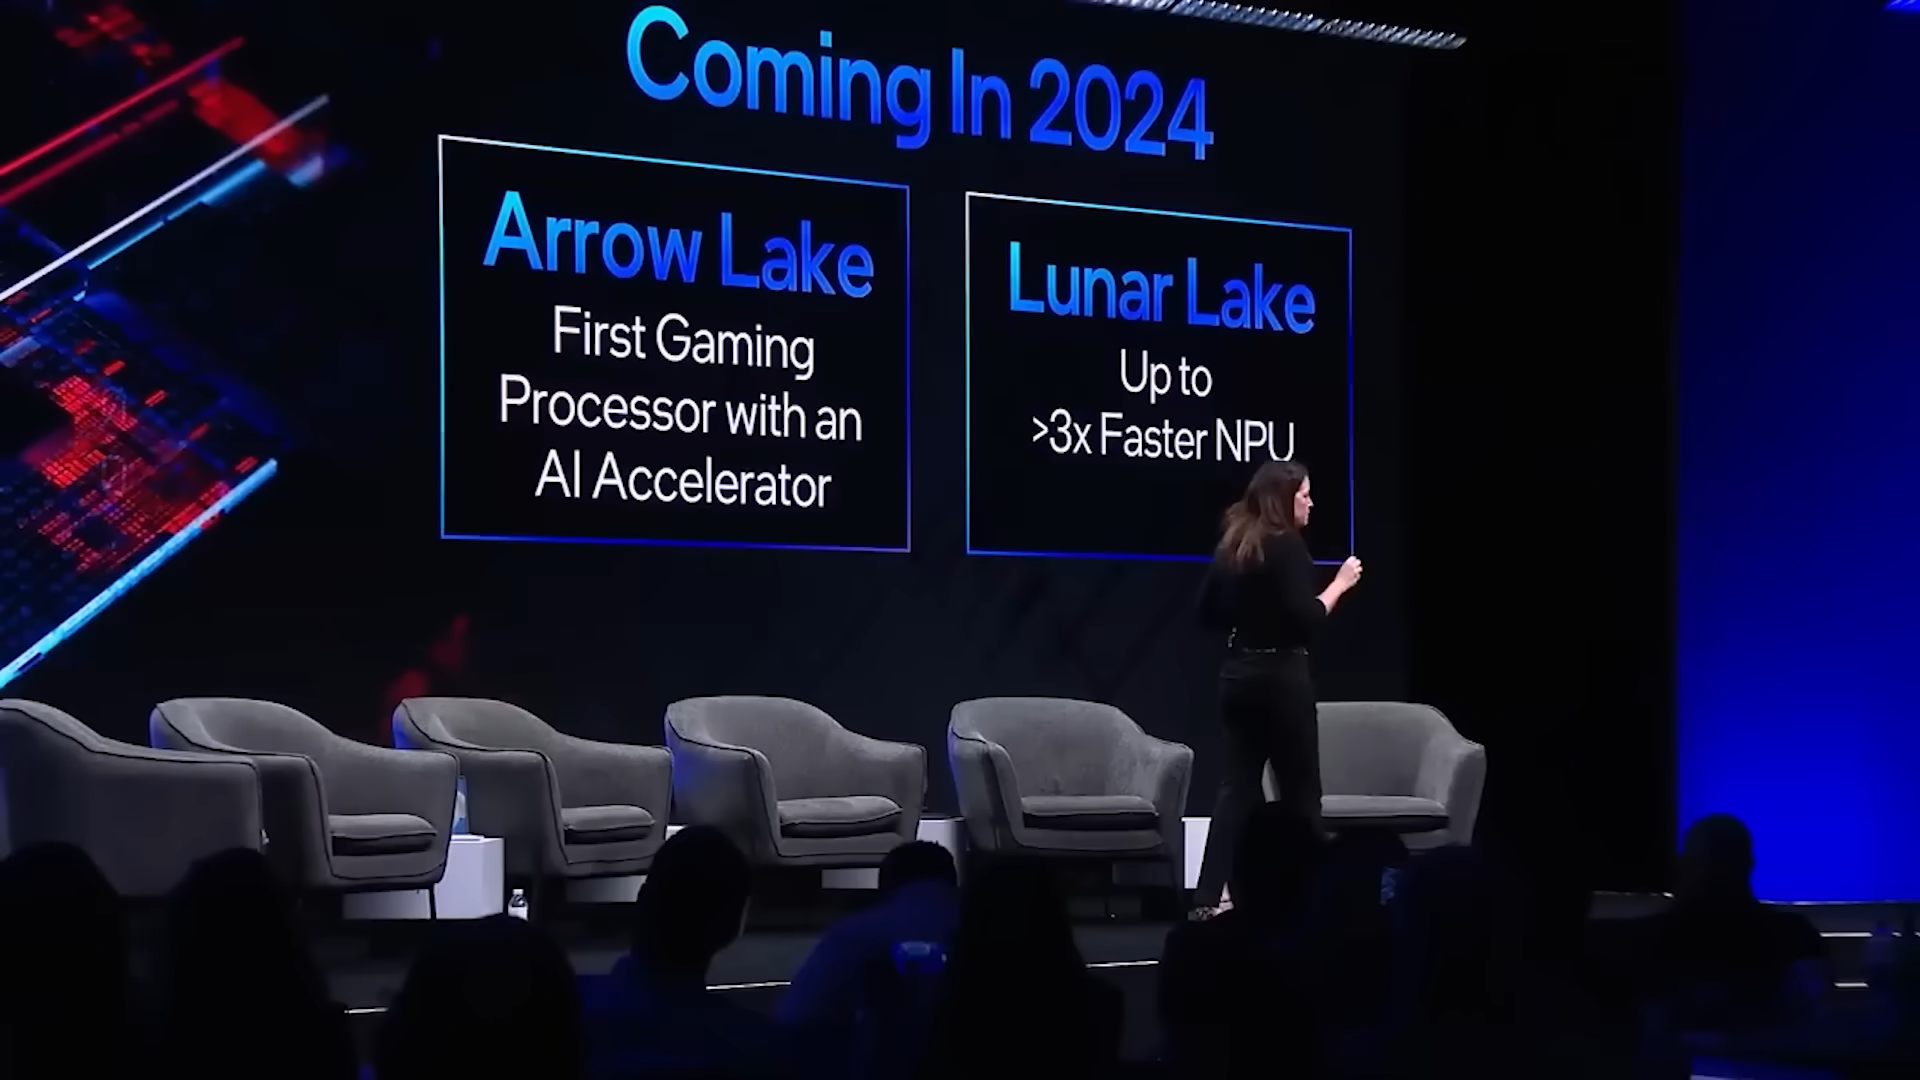 Coming In 2024
Arrow Lake
First Gaming
Processor with an
AI Accelerator
Lunar Lake
Up to
>3x Faster NPU